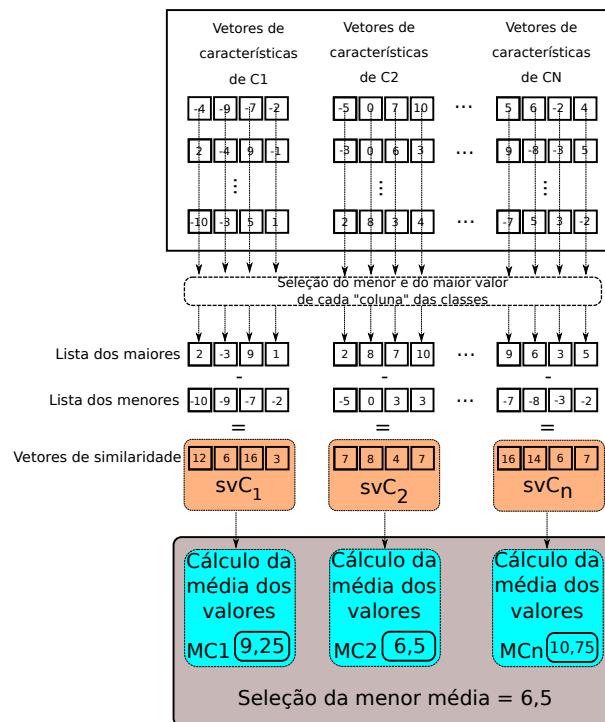 Vetores de
características
de C1
Vetores de
características
de C2
Vetores de
características
de CN
-4 -9 -7 -2 -5 0 7 10 ... 5 6 -2 4
2 -4 9 -1 -3 0 6 3 ... 9 -8 -3 5
... ... ...
-10 -3 5 1 2 8 3 4 ... -7 5 3 -2
Seleção do menor e do maior valor
de cada "coluna" das classes
Lista dos maiores 2 -3 9 1 2 8 7 10 ... 9 6 3 5
- - -
Lista dos menores -10 -9 -7 -2 -5 0 3 3 ... -7 -8 -3 -2
= = =
Vetores de similaridade 12 6 16 3 7 8 4 7 16 14 6 7
svC1 svC2 svCn
Cálculo da
média dos
valores
MC1 9,25
Cálculo da
média dos
valores
MC2 6,5
Cálculo da
média dos
valores
MCn 10,75
Seleção da menor média = 6,5